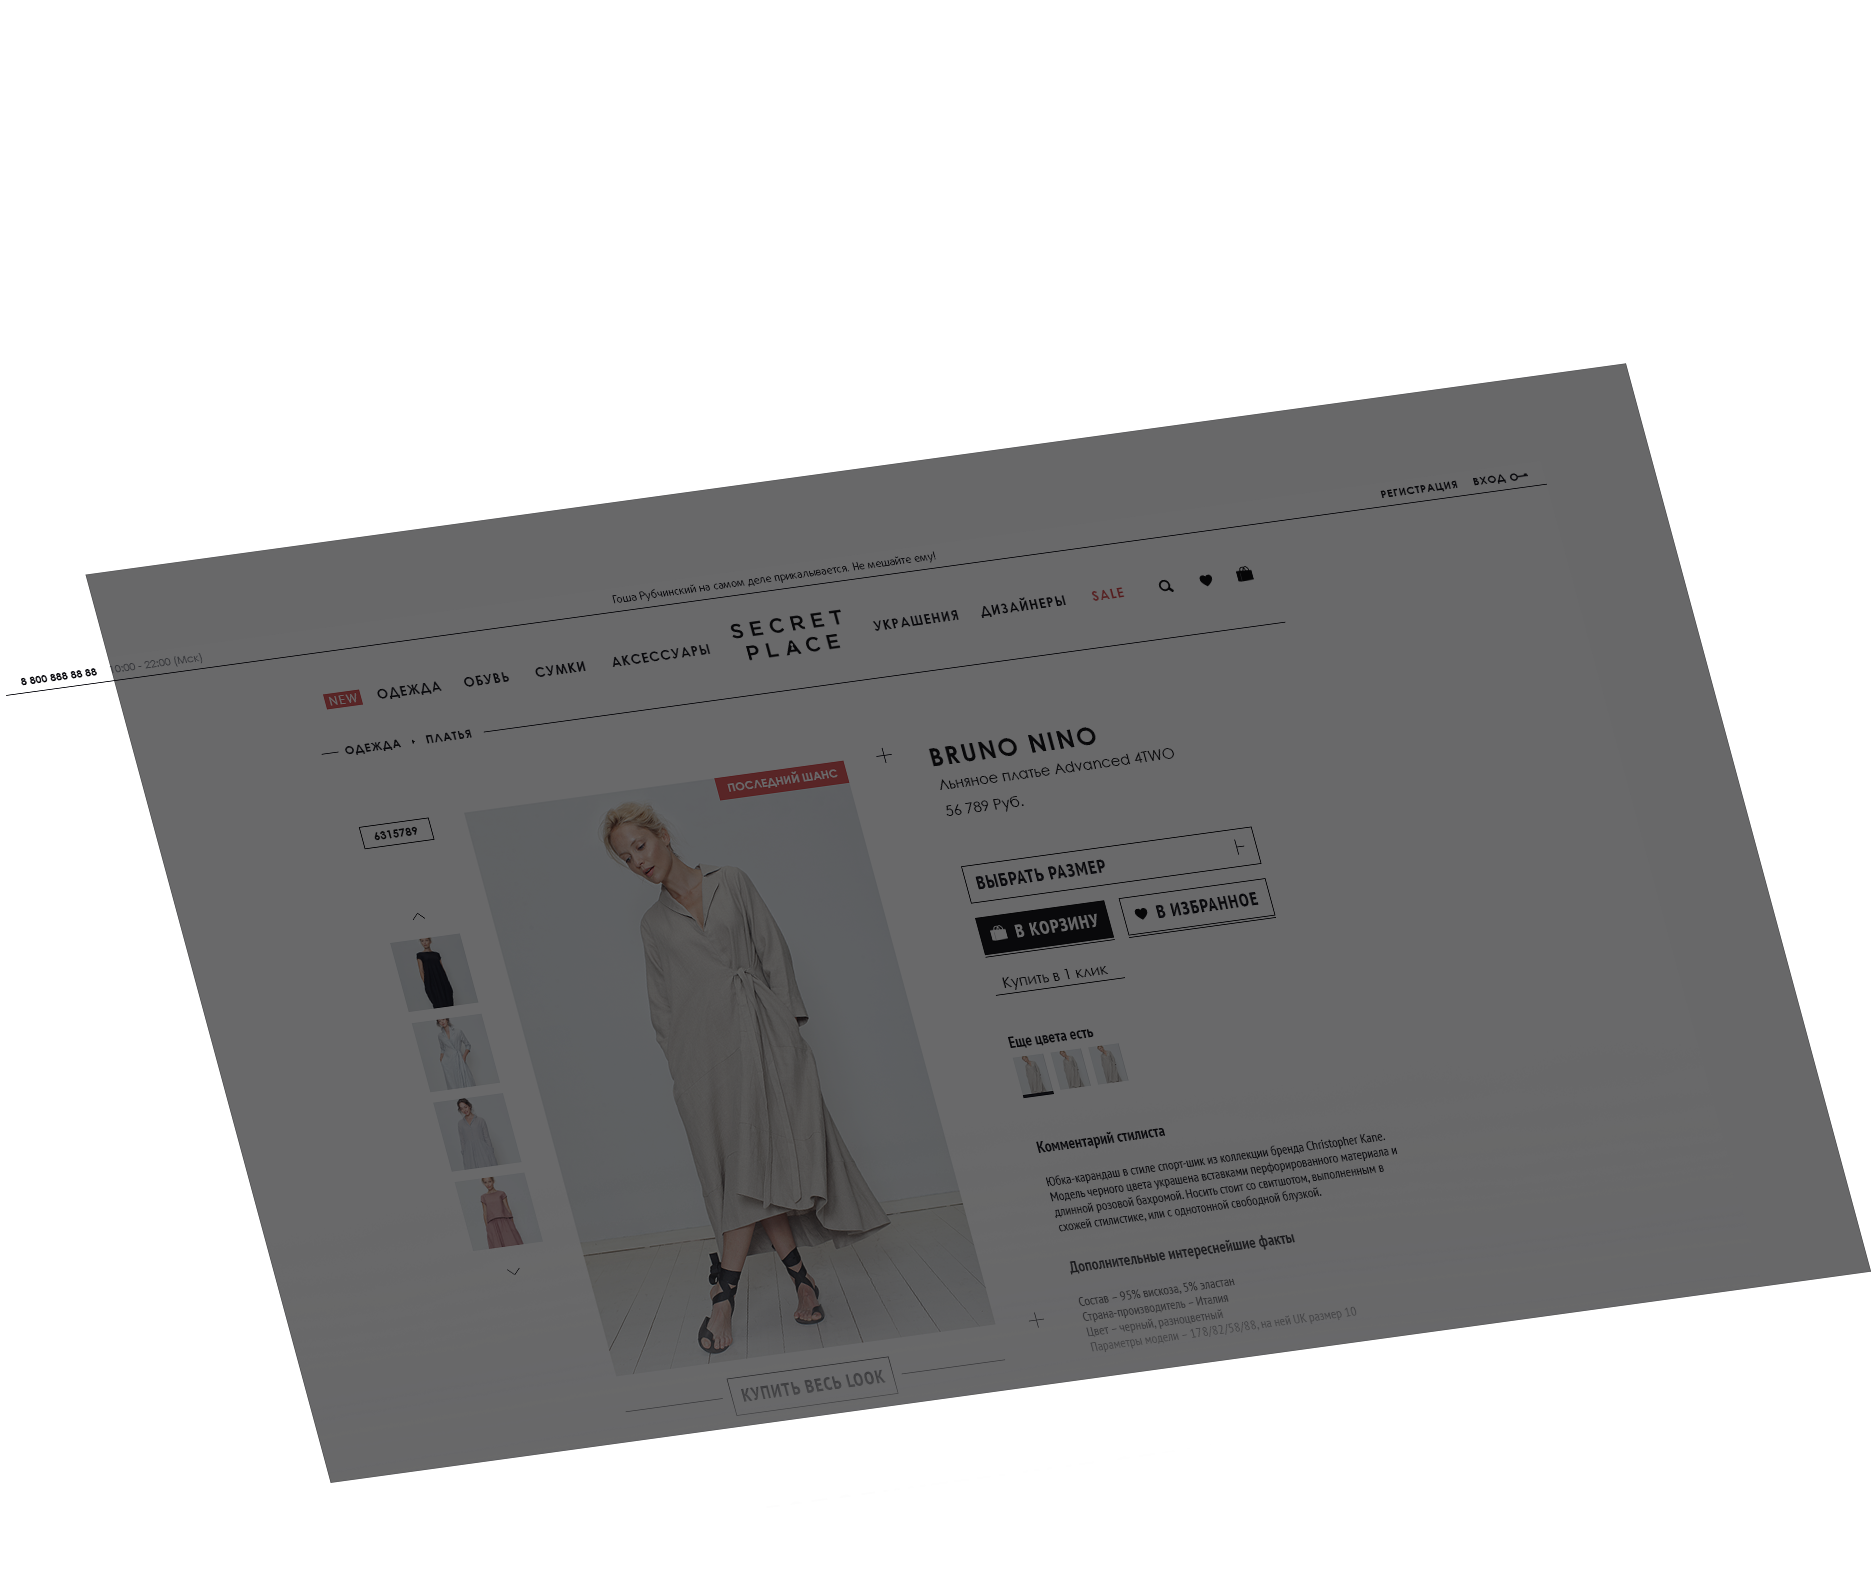 РЕГИСТРАЦИЯ ВХОД
Гоша Рубчинский на самом деле прикалывается. Не мешайте ему!
8 800 888 88 88 10:00 - 22:00 (Мск)
NEW ОДЕЖДА ОБУВЬ СУМКИ АКСЕССУАРЫ
SECRET
PLACE
УКРАШЕНИЯ ДИЗАЙНЕРЫ SALE
ОДЕЖДА ПЛАТЬЯ
6315789
ПОСЛЕДНИЙ ШАНС
BRUNO NINO
Льняное платье Advanced 4TWO
56 789 Руб.
ВЫБРАТЬ РАЗМЕР
В КОРЗИНУ
В ИЗБРАННОЕ
Купить в 1 клик
Еще цвета есть
Комментарий стилиста
Юбка-карандаш в стиле спорт-шик из коллекции бренда Christopher Kane.
Модель черного цвета украшена вставками перфорированного материала и
длинной розовой бахромой. Носить стоит со свитшотом, выполненным в
схожей стилистике, или с однотонной свободной блузкой.
Дополнительные интереснейшие факты
Состав – 95% вискоза, 5% эластан
Страна-производитель – Италия
Цвет – черный, разноцветный
Параметры модели – 178/82/58/88, на ней UK размер 10
КУПИТЬ ВЕСЬ LOOK